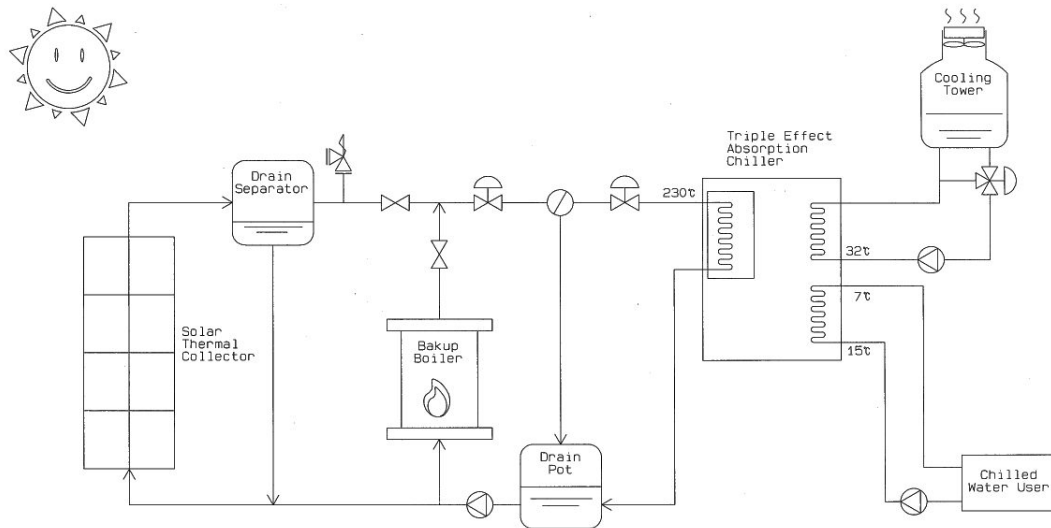 Cooling
Tower
Triple Effect
Absorption
Chiller
Drain
Separator
230℃
32℃
7℃
15℃
Solar
Thermal
Collector
Bakup
Boiler
Drain
Pot
Chilled
Water User